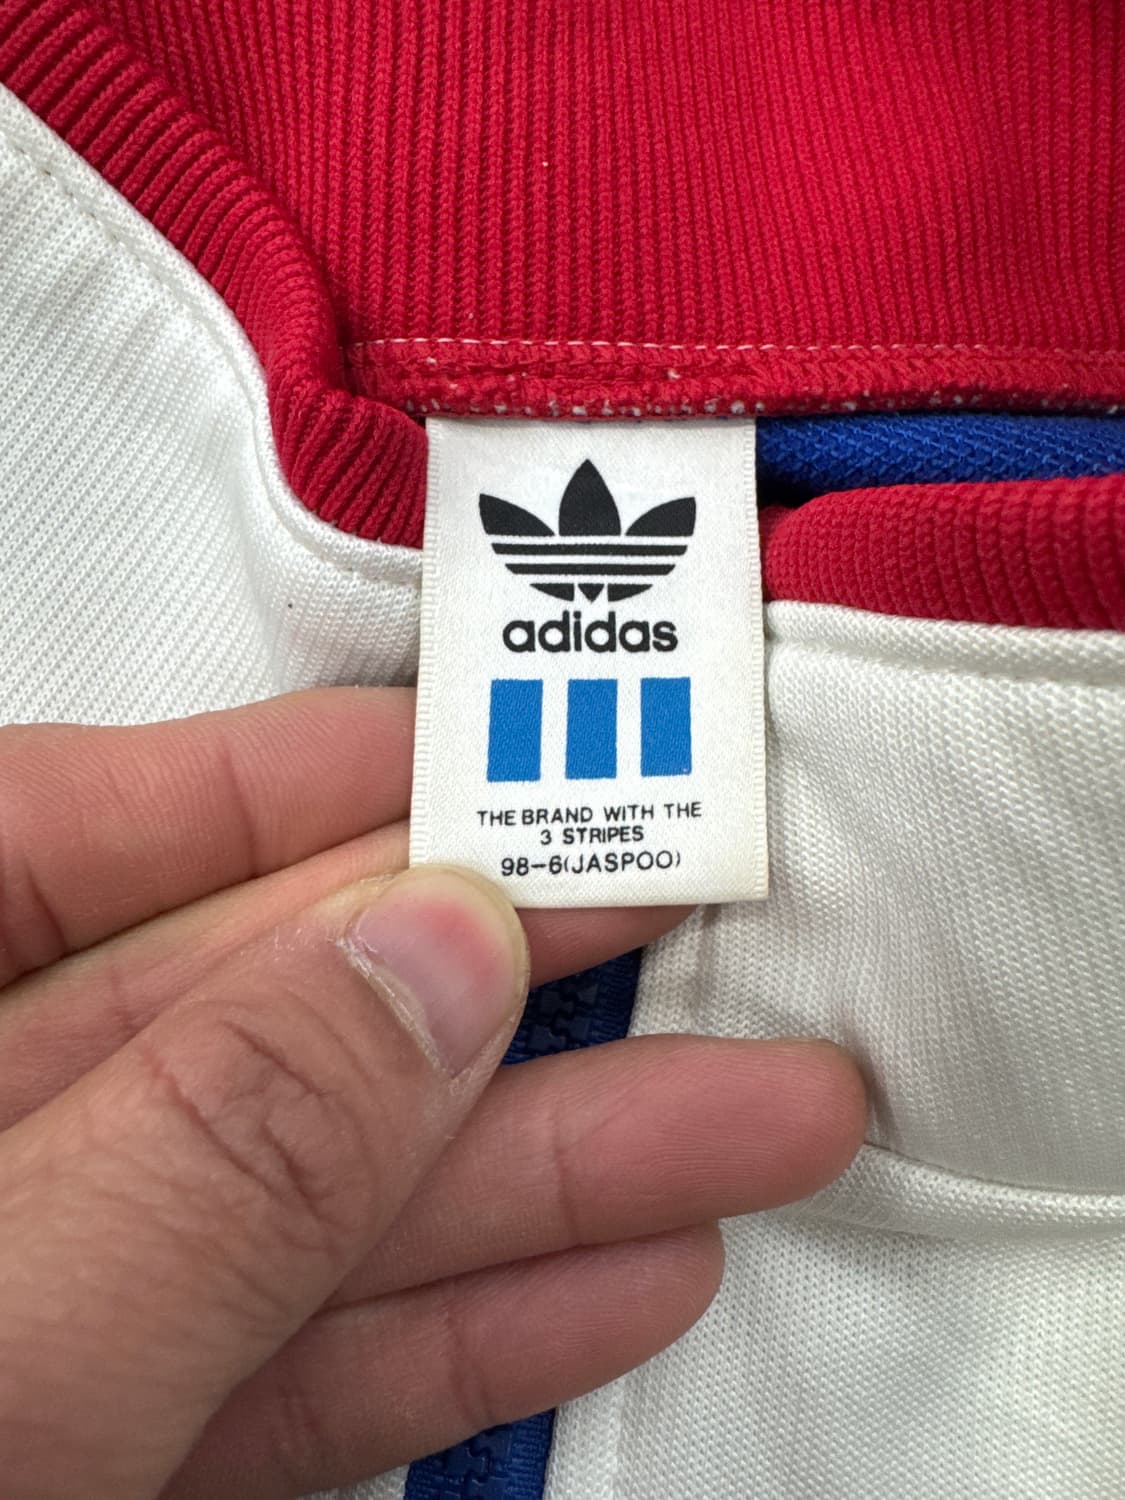 adidas
THE BRAND WITH THE
3 STRIPES
98-6(JASPOO)